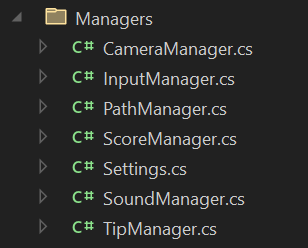 Managers
C# CameraManager.cs
C# InputManager.cs
C# PathManager.cs
C# ScoreManager.cs
C# Settings.cs
C# SoundManager.cs
C# TipManager.cs